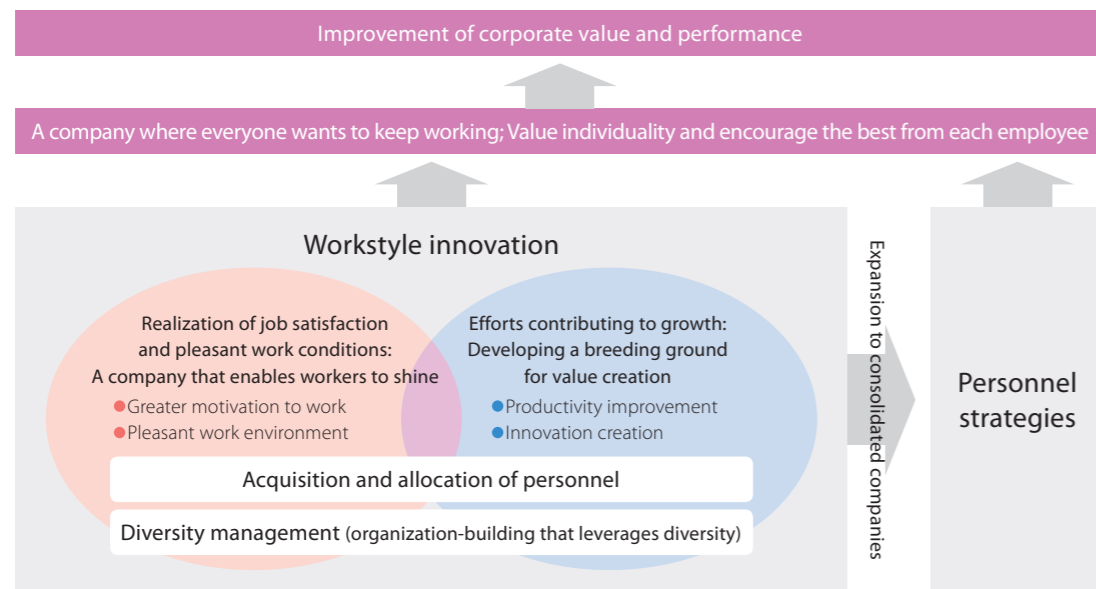 Improvement of corporate value and performance
A company where everyone wants to keep working; Value individuality and encourage the best from each employee
Workstyle innovation
Realization of job satisfaction
and pleasant work conditions:
A company that enables workers to shine
●Greater motivation to work
●Pleasant work environment
Efforts contributing to growth:
Developing a breeding ground
for value creation
●Productivity improvement
●Innovation creation
Acquisition and allocation of personnel
Diversity management (organization-building that leverages diversity)
Expansion to consolidated companies
Personnel
strategies